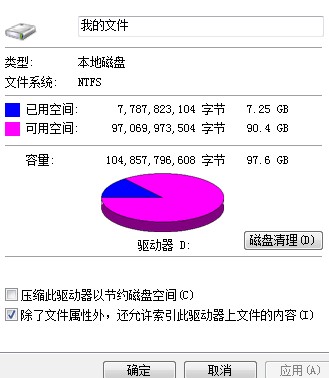 我的文件
类型: 本地磁盘
文件系统: NTFS
已用空间: 7,787,823,104 字节 7.25 GB
可用空间: 97,069,973,504 字节 90.4 GB
容量: 104,857,796,608 字节 97.6 GB
驱动器 D:
磁盘清理(D)
压缩此驱动器以节约磁盘空间(C)
除了文件属性外，还允许索引此驱动器上文件的内容(I)
确定 取消 应用(A)